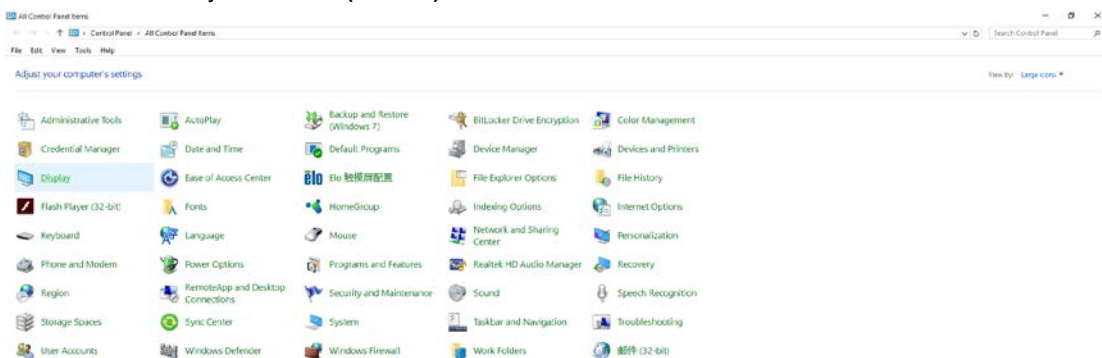 All Control Panel Items
Control Panel › All Control Panel Items
Search Control Panel
File Edit View Tools Help
Adjust your computer's settings
View by: Large icons
Administrative Tools
AutoPlay
Backup and Restore
(Windows 7)
BitLocker Drive Encryption
Color Management
Credential Manager
Date and Time
Default Programs
Device Manager
Devices and Printers
Display
Ease of Access Center
elo Elo 触摸屏配置
File Explorer Options
File History
Flash Player (32-bit)
Fonts
HomeGroup
Indexing Options
Internet Options
Keyboard
Language
Mouse
Network and Sharing
Center
Personalization
Phone and Modem
Power Options
Programs and Features
Realtek HD Audio Manager
Recovery
Region
RemoteApp and Desktop
Connections
Security and Maintenance
Sound
Speech Recognition
Storage Spaces
Sync Center
System
Taskbar and Navigation
Troubleshooting
User Accounts
Windows Defender
Windows Firewall
Work Folders
邮件 (32-bit)